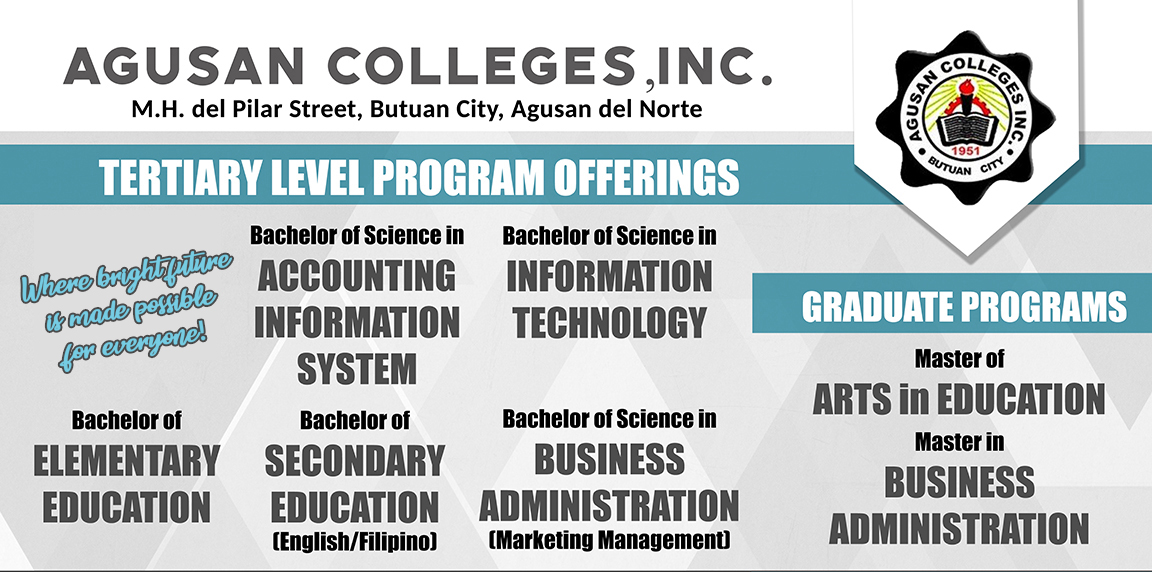 AGUSAN COLLEGES,INC.
M.H. del Pilar Street, Butuan City, Agusan del Norte
AGUSAN COLLEGES INC.
1951
BUTUAN CITY
TERTIARY LEVEL PROGRAM OFFERINGS
Where bright future
is made possible
for everyone!
Bachelor of Science in
ACCOUNTING
INFORMATION
SYSTEM
Bachelor of Science in
INFORMATION
TECHNOLOGY
Bachelor of
ELEMENTARY
EDUCATION
Bachelor of
SECONDARY
EDUCATION
(English/Filipino)
Bachelor of Science in
BUSINESS
ADMINISTRATION
(Marketing Management)
GRADUATE PROGRAMS
Master of
ARTS in EDUCATION
Master in
BUSINESS
ADMINISTRATION